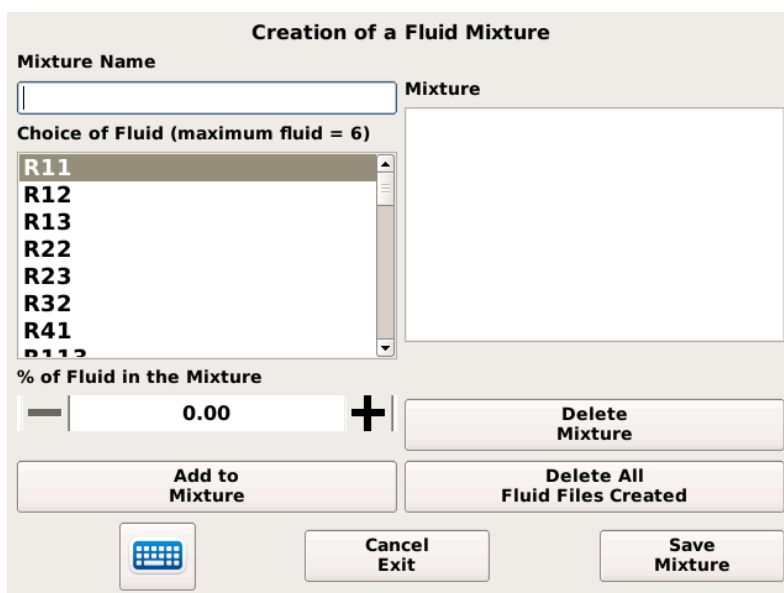 Creation of a Fluid Mixture
Mixture Name
Mixture
Choice of Fluid (maximum fluid = 6)
R11
R12
R13
R22
R23
R32
R41
R113
% of Fluid in the Mixture
0.00
Delete
Mixture
Add to
Mixture
Delete All
Fluid Files Created
Cancel
Exit
Save
Mixture